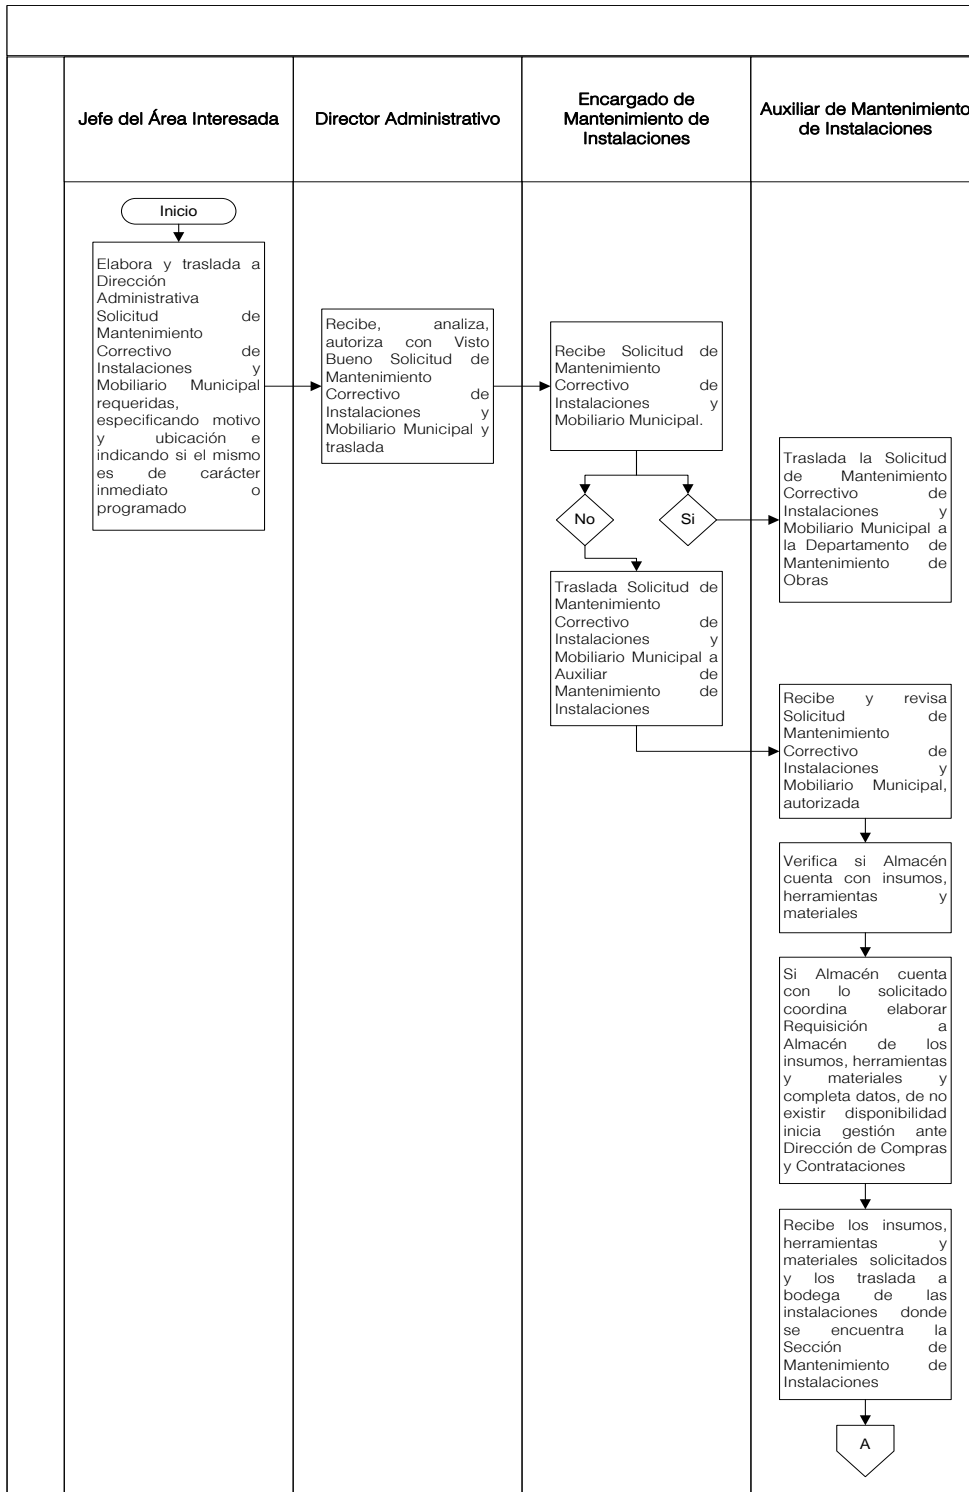 Jefe del Área Interesada
Director Administrativo
Encargado de
Mantenimiento de
Instalaciones
Auxiliar de Mantenimiento
de Instalaciones
Inicio
Elabora y traslada a
Dirección
Administrativa
Solicitud de
Mantenimiento
Correctivo de
Instalaciones y
Mobiliario Municipal
requeridas,
especificando motivo
y ubicación e
indicando si el mismo
es de carácter
inmediato o
programado
Recibe, analiza,
autoriza con Visto
Bueno Solicitud de
Mantenimiento
Correctivo de
Instalaciones y
Mobiliario Municipal y
traslada
Recibe Solicitud de
Mantenimiento
Correctivo de
Instalaciones y
Mobiliario Municipal.
No
Si
Traslada la Solicitud
de Mantenimiento
Correctivo de
Instalaciones y
Mobiliario Municipal a
la Departamento de
Mantenimiento de
Obras
Traslada Solicitud de
Mantenimiento
Correctivo de
Instalaciones y
Mobiliario Municipal a
Auxiliar de
Mantenimiento de
Instalaciones
Recibe y revisa
Solicitud de
Mantenimiento
Correctivo de
Instalaciones y
Mobiliario Municipal,
autorizada
Verifica si Almacén
cuenta con insumos,
herramientas y
materiales
Si Almacén cuenta
con lo solicitado
coordina elaborar
Requisición a
Almacén de los
insumos, herramientas
y materiales y
completa datos, de no
existir disponibilidad
inicia gestión ante
Dirección de Compras
y Contrataciones
Recibe los insumos,
herramientas y
materiales solicitados
y los traslada a
bodega de las
instalaciones donde
se encuentra la
Sección de
Mantenimiento de
Instalaciones
A